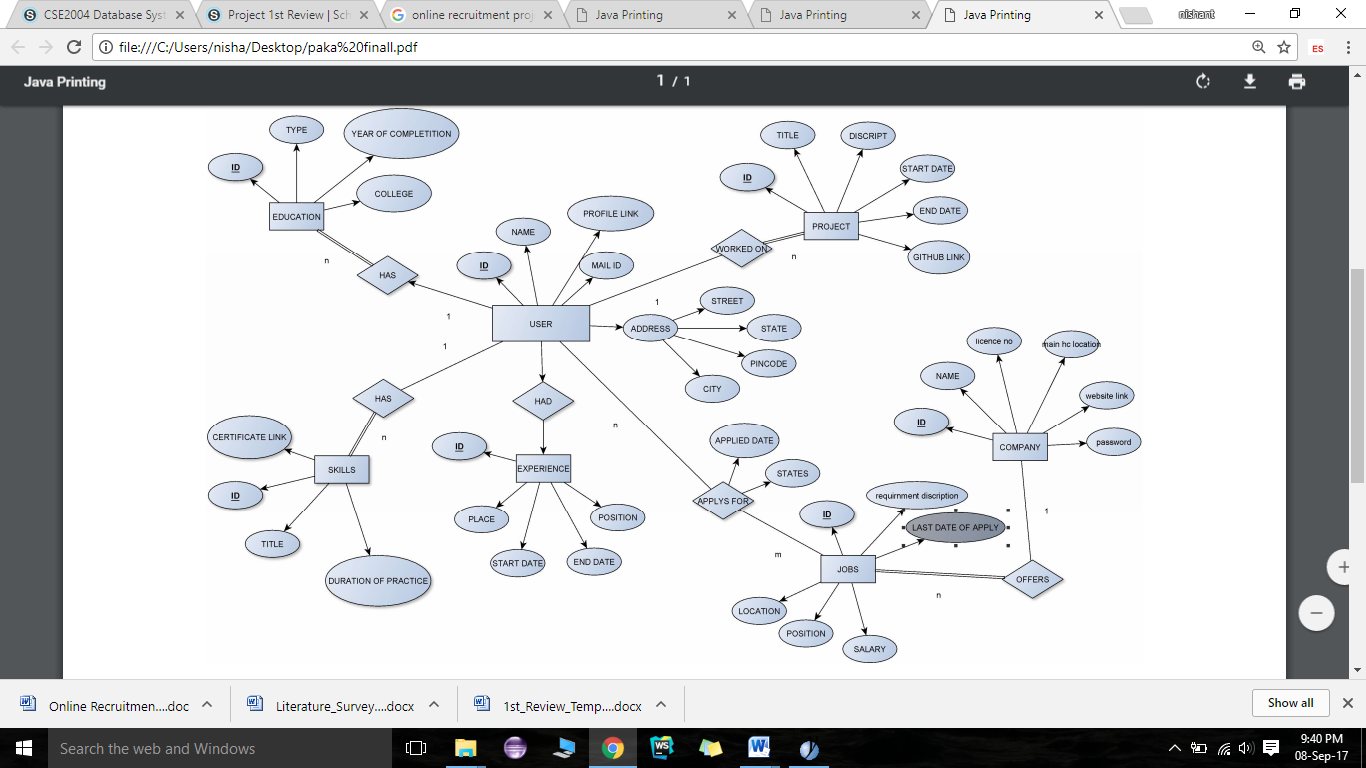 CSE2004 Database Syst
Project 1st Review | Sch
online recruitment proj
Java Printing
Java Printing
Java Printing
nishant
file:///C:/Users/nisha/Desktop/paka%20finall.pdf
ES
Java Printing
1 / 1
TYPE
YEAR OF COMPLETITION
ID
COLLEGE
EDUCATION
n
HAS
1
NAME
PROFILE LINK
ID
MAIL ID
USER
TITLE
DISCRIPT
ID
START DATE
END DATE
GITHUB LINK
PROJECT
WORKED ON
n
1
ADDRESS
STREET
STATE
PINCODE
CITY
1
HAS
n
CERTIFICATE LINK
SKILLS
ID
TITLE
DURATION OF PRACTICE
HAD
ID
EXPERIENCE
PLACE
POSITION
START DATE
END DATE
n
APPLIED DATE
STATES
APPLYS FOR
m
licence no
main hc location
NAME
website link
ID
COMPANY
password
requirnment discription
ID
LAST DATE OF APPLY
1
JOBS
OFFERS
n
LOCATION
POSITION
SALARY
Online Recruitmen....doc
Literature_Survey....docx
1st_Review_Temp....docx
Show all
Search the web and Windows
WS
9:40 PM
08-Sep-17